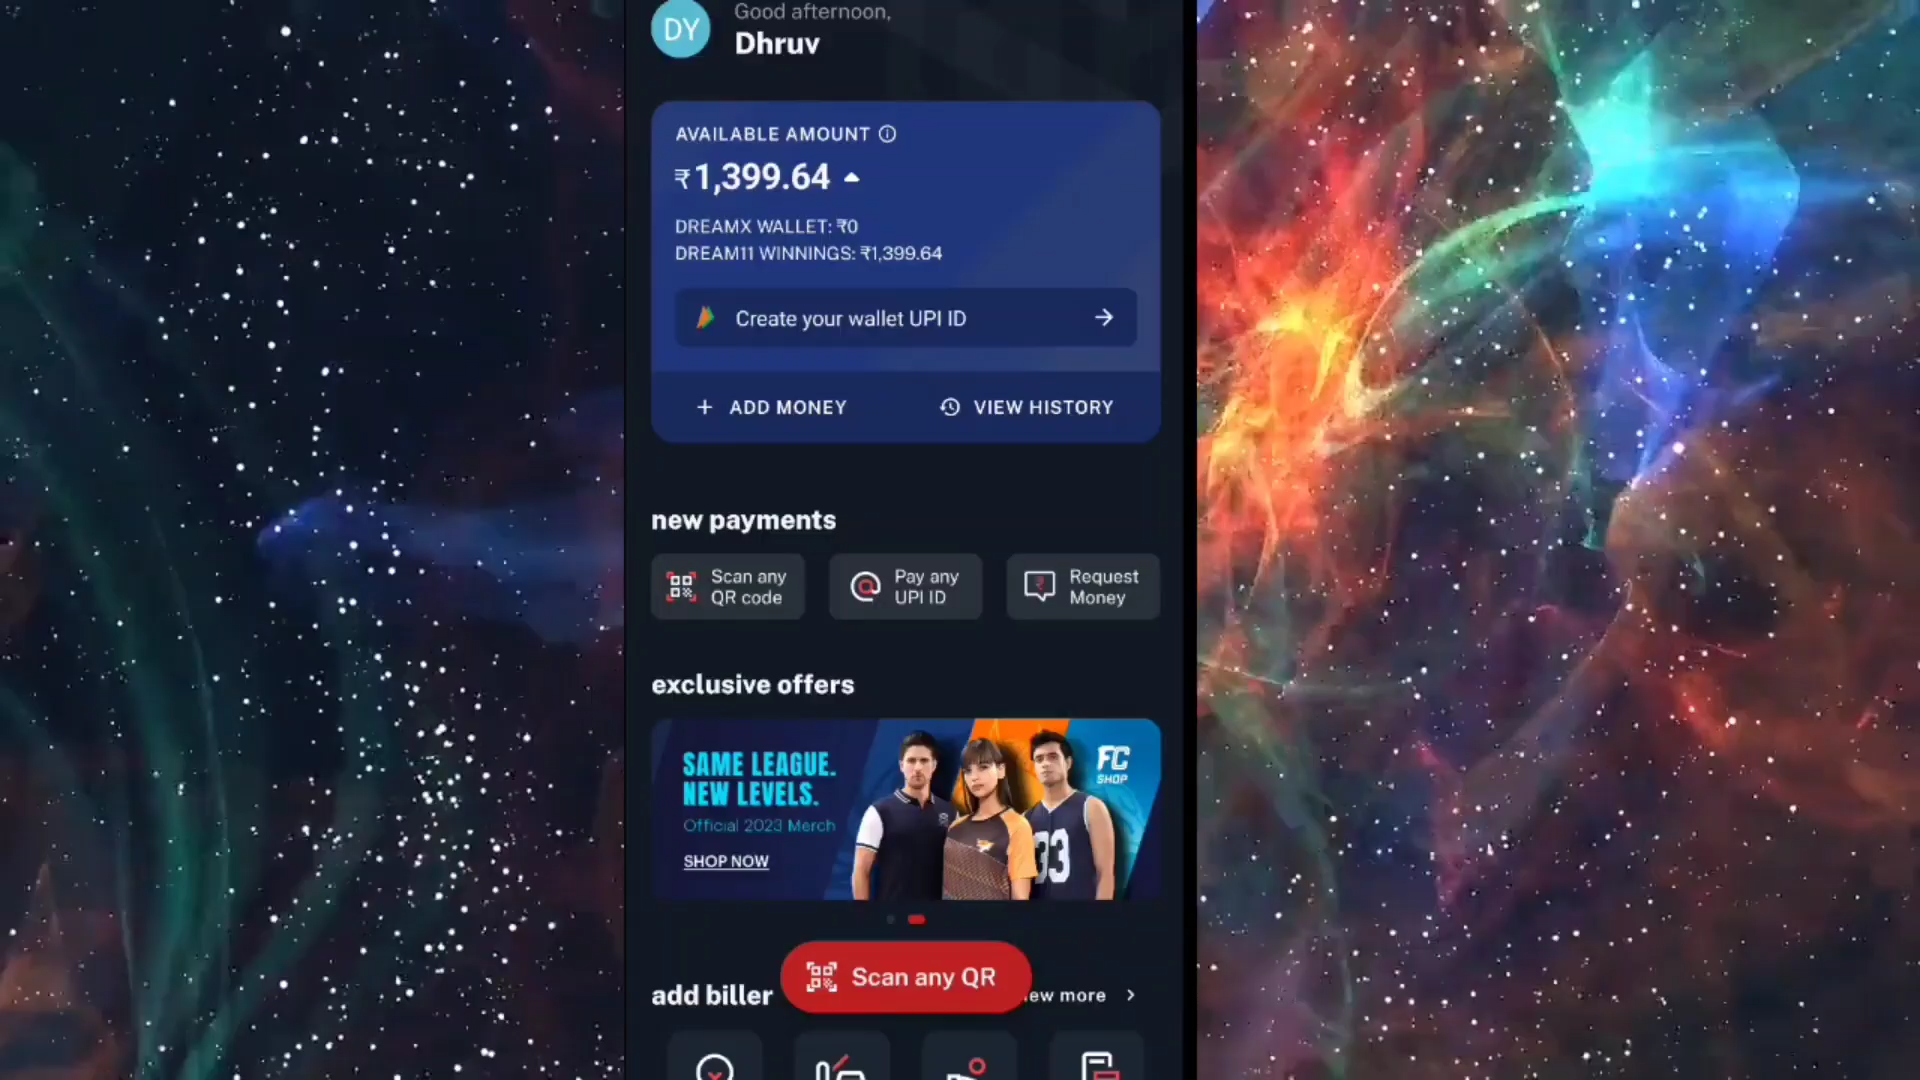 DY
Good afternoon,
Dhruv
AVAILABLE AMOUNT
₹1,399.64
DREAMX WALLET: ₹0
DREAM11 WINNINGS: ₹1,399.64
Create your wallet UPI ID
+ ADD MONEY
VIEW HISTORY
new payments
Scan any
QR code
Pay any
UPI ID
Request
Money
exclusive offers
SAME LEAGUE.
NEW LEVELS.
Official 2023 Merch
SHOP NOW
FC
SHOP
33
add biller
Scan any QR
ew more